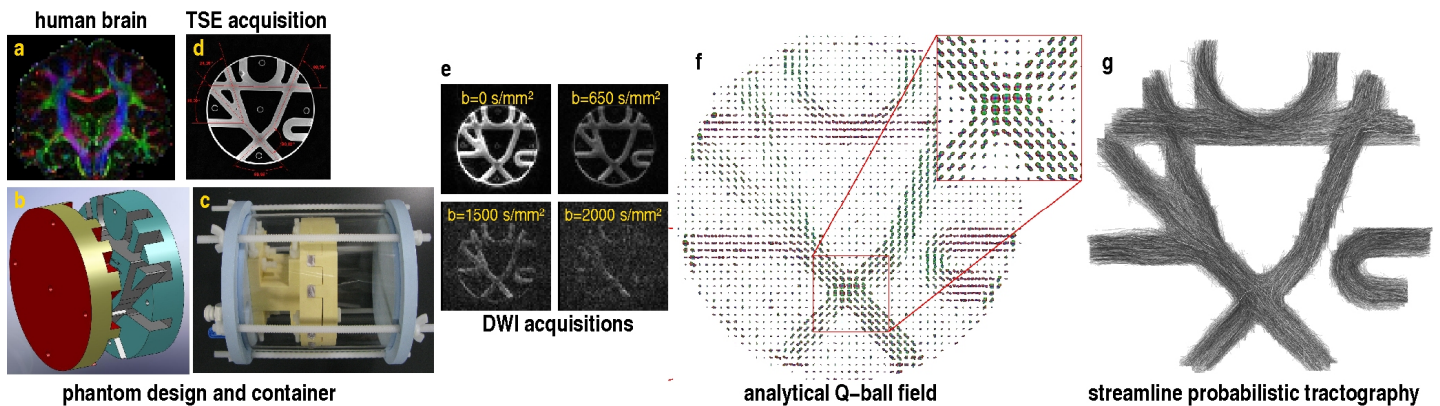 human brain
TSE acquisition
a
d
e
f
g
b=0 s/mm²
b=650 s/mm²
b
c
b=1500 s/mm²
b=2000 s/mm²
DWI acquisitions
phantom design and container
analytical Q-ball field
streamline probabilistic tractography